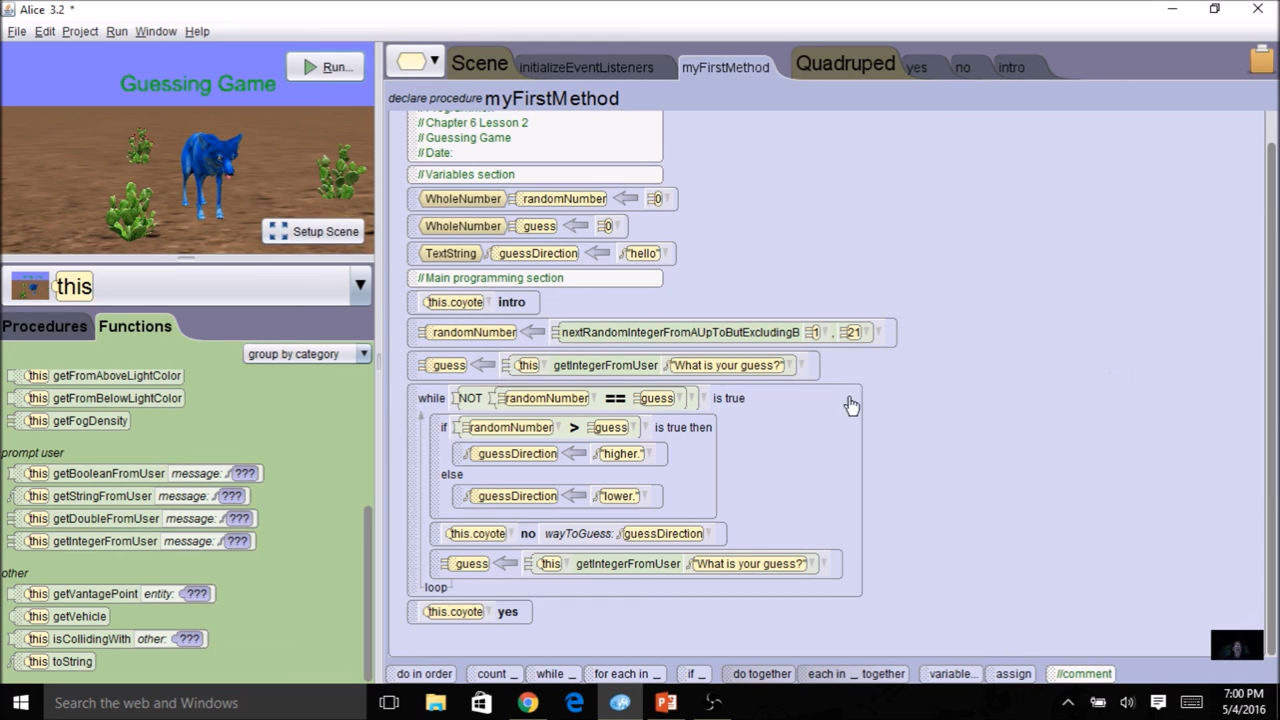 Alice 3.2 *
File Edit Project Run Window Help
Guessing Game
Run...
Setup Scene
this
Procedures Functions
group by category
this getFromAboveLightColor
this getFromBelowLightColor
this getFogDensity
prompt user
this getBooleanFromUser message: ???
this getStringFromUser message: ???
this getDoubleFromUser message: ???
this getIntegerFromUser message: ???
other
this getVantagePoint entity: ???
this getVehicle
this isCollidingWith other: ???
this toString
Scene initializeEventListeners myFirstMethod Quadruped yes no intro
declare procedure myFirstMethod
//Chapter 6 Lesson 2
//Guessing Game
//Date:
//Variables section
WholeNumber randomNumber 0
WholeNumber guess 0
TextString guessDirection "hello"
//Main programming section
this.coyote intro
randomNumber nextRandomIntegerFromAUpToButExcludingB 1 , 21
guess this getIntegerFromUser "What is your guess?"
while NOT randomNumber == guess is true
if randomNumber > guess is true then
guessDirection "higher."
else
guessDirection "lower."
this.coyote no wayToGuess: guessDirection
guess this getIntegerFromUser "What is your guess?"
loop
this.coyote yes
do in order count _ while _ for each in _ if _ do together each in _ together variable... assign //comment
Search the web and Windows
7:00 PM
5/4/2016